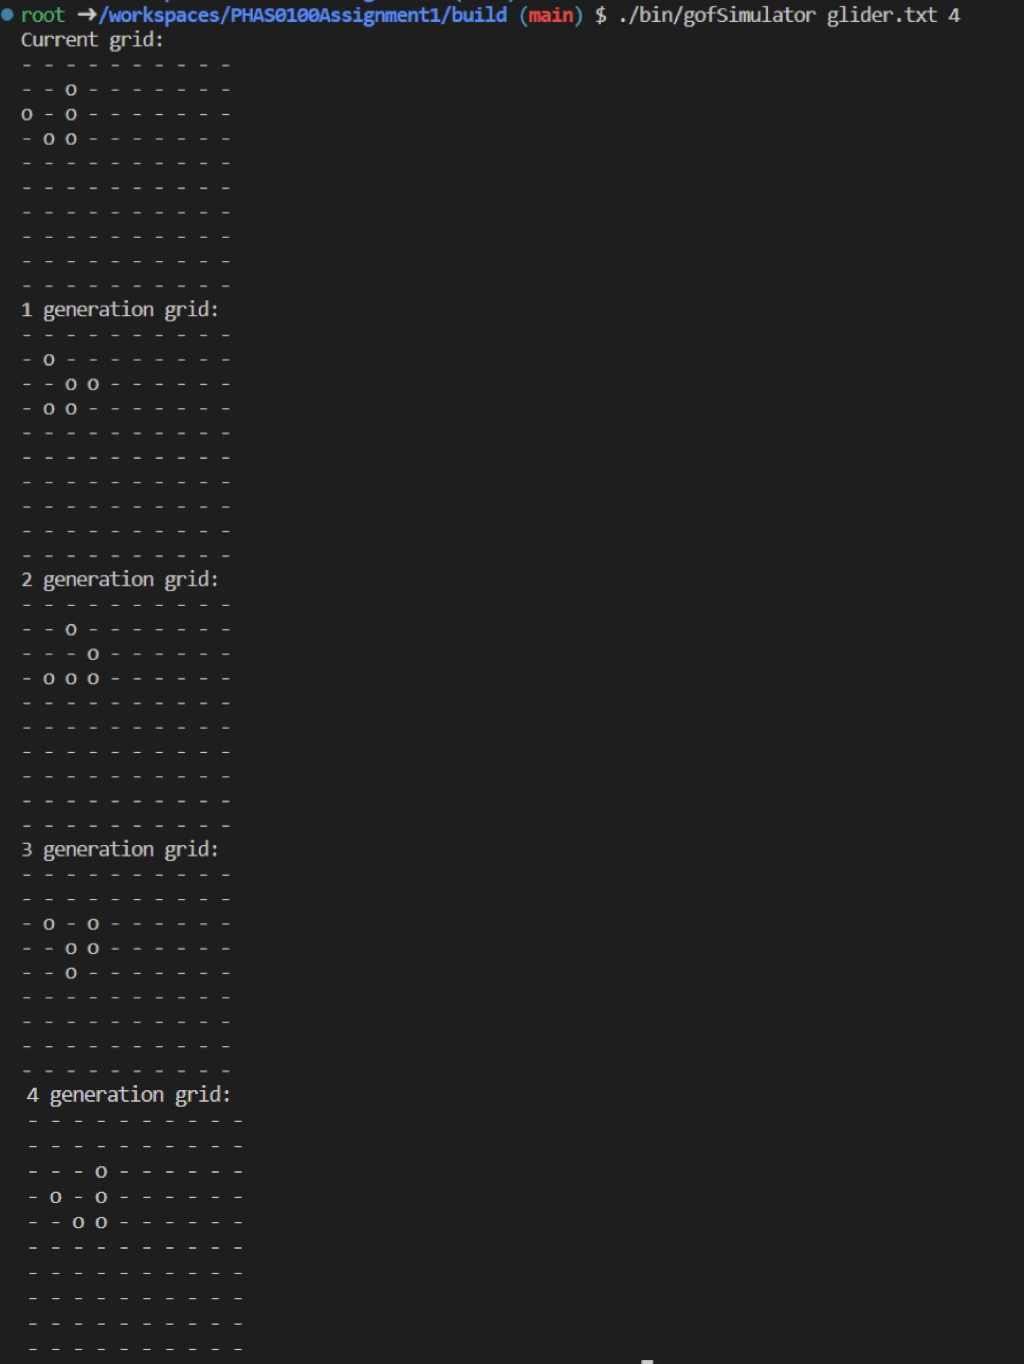 root ➜/workspaces/PHAS0100Assignment1/build (main) $ ./bin/gofSimulator glider.txt 4
Current grid:
- - - - - - - - - -
- - o - - - - - - -
o - o - - - - - - -
- o o - - - - - - -
- - - - - - - - - -
- - - - - - - - - -
- - - - - - - - - -
- - - - - - - - - -
- - - - - - - - - -
- - - - - - - - - -
1 generation grid:
- - - - - - - - - -
- o - - - - - - - -
- - o o - - - - - -
- o o - - - - - - -
- - - - - - - - - -
- - - - - - - - - -
- - - - - - - - - -
- - - - - - - - - -
- - - - - - - - - -
- - - - - - - - - -
2 generation grid:
- - - - - - - - - -
- - o - - - - - - -
- - - o - - - - - -
- o o o - - - - - -
- - - - - - - - - -
- - - - - - - - - -
- - - - - - - - - -
- - - - - - - - - -
- - - - - - - - - -
- - - - - - - - - -
3 generation grid:
- - - - - - - - - -
- - - - - - - - - -
- o - o - - - - - -
- - o o - - - - - -
- - o - - - - - - -
- - - - - - - - - -
- - - - - - - - - -
- - - - - - - - - -
- - - - - - - - - -
4 generation grid:
- - - - - - - - - -
- - - - - - - - - -
- - - o - - - - - -
- o - o - - - - - -
- - o o - - - - - -
- - - - - - - - - -
- - - - - - - - - -
- - - - - - - - - -
- - - - - - - - - -
- - - - - - - - - -